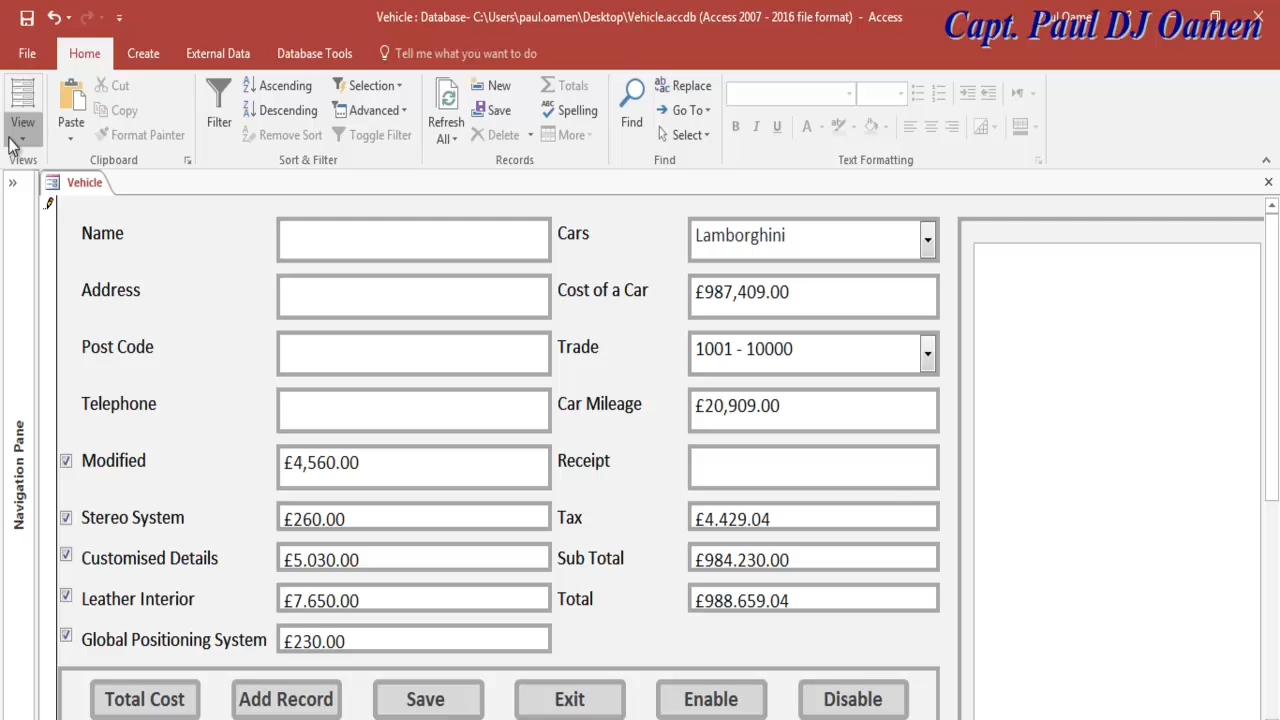 Vehicle : Database- C:\Users\paul.oamen\Desktop\Vehicle.accdb (Access 2007 - 2016 file format) - Access
Capt. Paul DJ Oamen
File Home Create External Data Database Tools Tell me what you want to do
View
Views
Paste
Cut
Copy
Format Painter
Clipboard
Filter
Ascending
Descending
Remove Sort
Selection
Advanced
Toggle Filter
Sort & Filter
Refresh All
New
Save
Delete
Totals
Spelling
More
Records
Find
Replace
Go To
Select
Find
B I U A
Text Formatting
Vehicle
Navigation Pane
Name Cars Lamborghini
Address Cost of a Car £987,409.00
Post Code Trade 1001 - 10000
Telephone Car Mileage £20,909.00
Modified £4,560.00 Receipt
Stereo System £260.00 Tax £4.429.04
Customised Details £5.030.00 Sub Total £984.230.00
Leather Interior £7.650.00 Total £988.659.04
Global Positioning System £230.00
Total Cost Add Record Save Exit Enable Disable